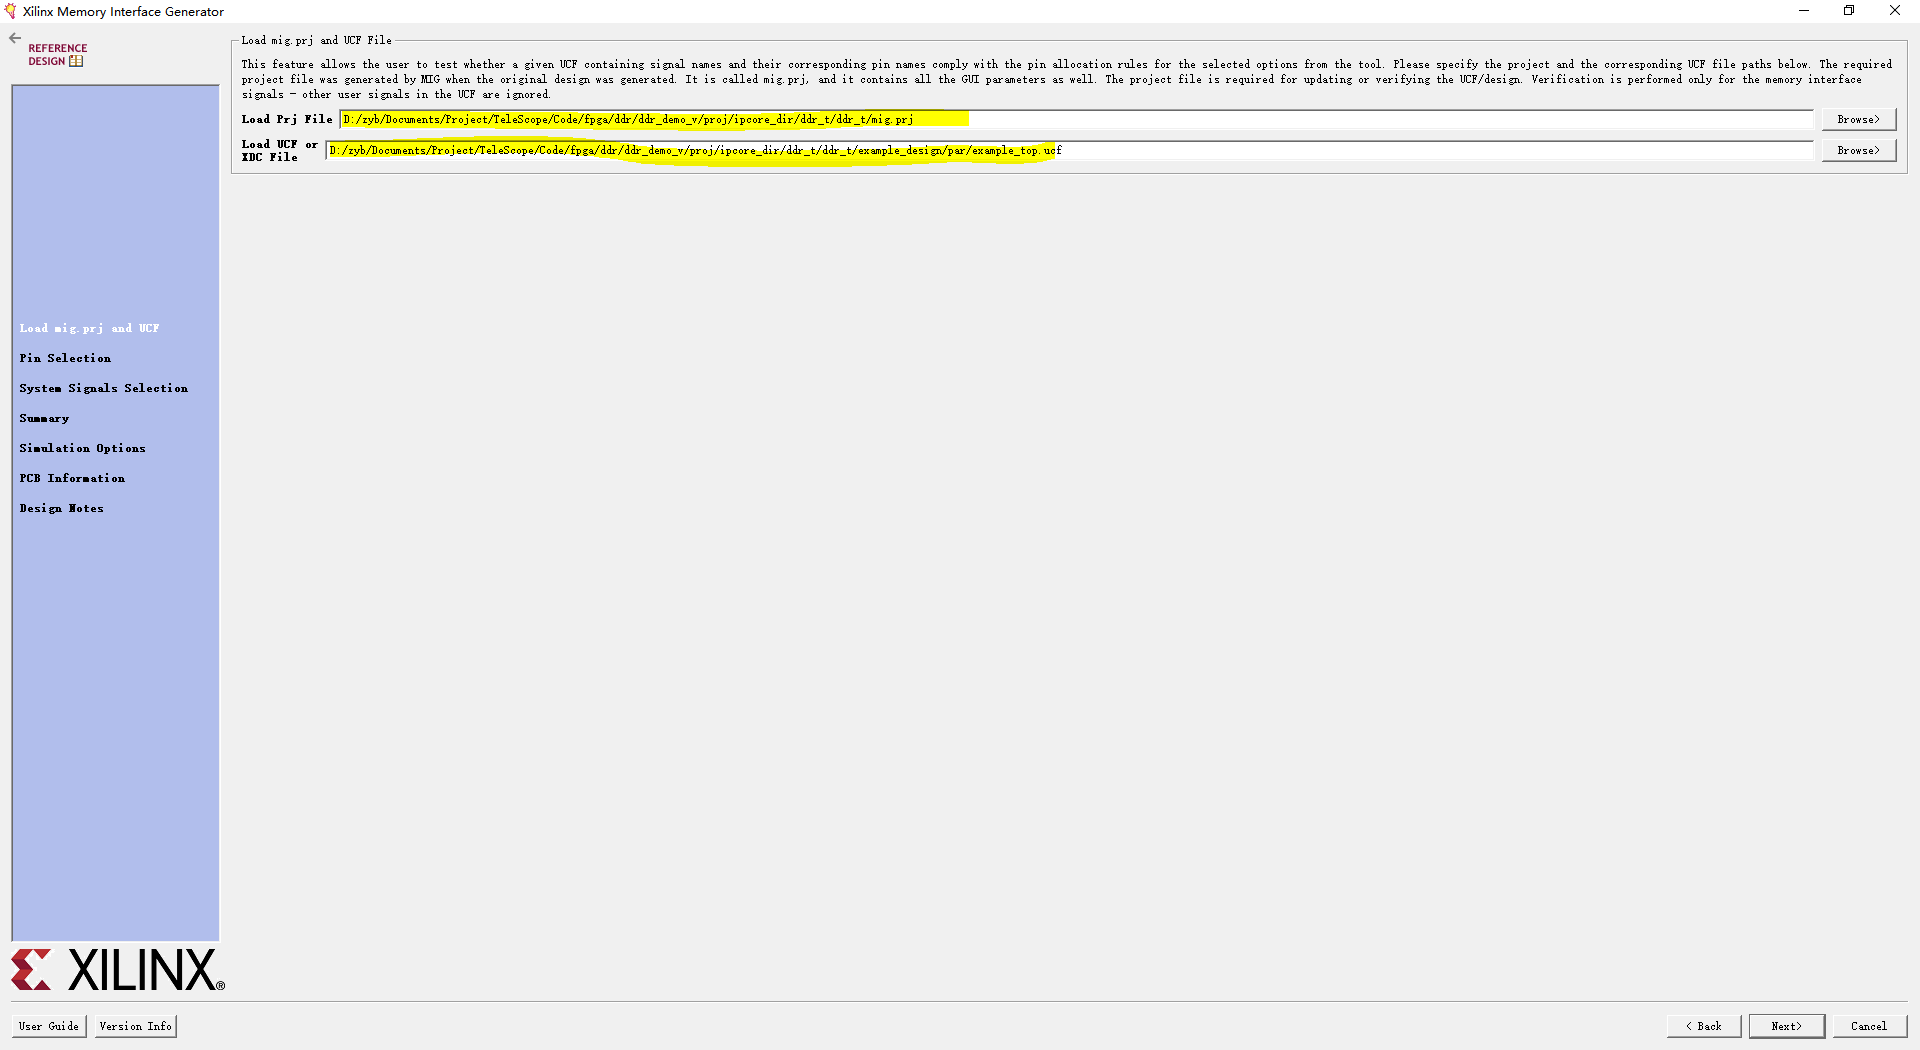 Xilinx Memory Interface Generator
REFERENCE
DESIGN
Load mig.prj and UCF File
This feature allows the user to test whether a given UCF containing signal names and their corresponding pin names comply with the pin allocation rules for the selected options from the tool. Please specify the project and the corresponding UCF file paths below. The required
project file was generated by MIG when the original design was generated. It is called mig.prj, and it contains all the GUI parameters as well. The project file is required for updating or verifying the UCF/design. Verification is performed only for the memory interface
signals - other user signals in the UCF are ignored.
Load Prj File D:/zyb/Documents/Project/TeleScope/Code/fpga/ddr/ddr_demo_v/proj/ipcore_dir/ddr_t/ddr_t/mig.prj Browse>
Load UCF or
XDC File D:/zyb/Documents/Project/TeleScope/Code/fpga/ddr/ddr_demo_v/proj/ipcore_dir/ddr_t/ddr_t/example_design/par/example_top.ucf Browse>
Load mig.prj and UCF
Pin Selection
System Signals Selection
Summary
Simulation Options
PCB Information
Design Notes
XILINX®
User Guide Version Info < Back Next> Cancel